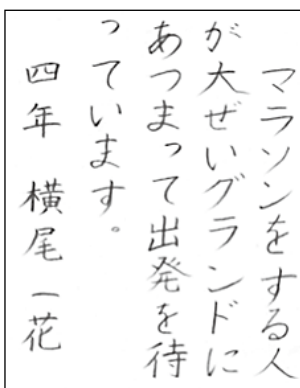 マラソンをする人
が大ぜいグランドに
あつまって出発を待
っています。
四年 横尾一花